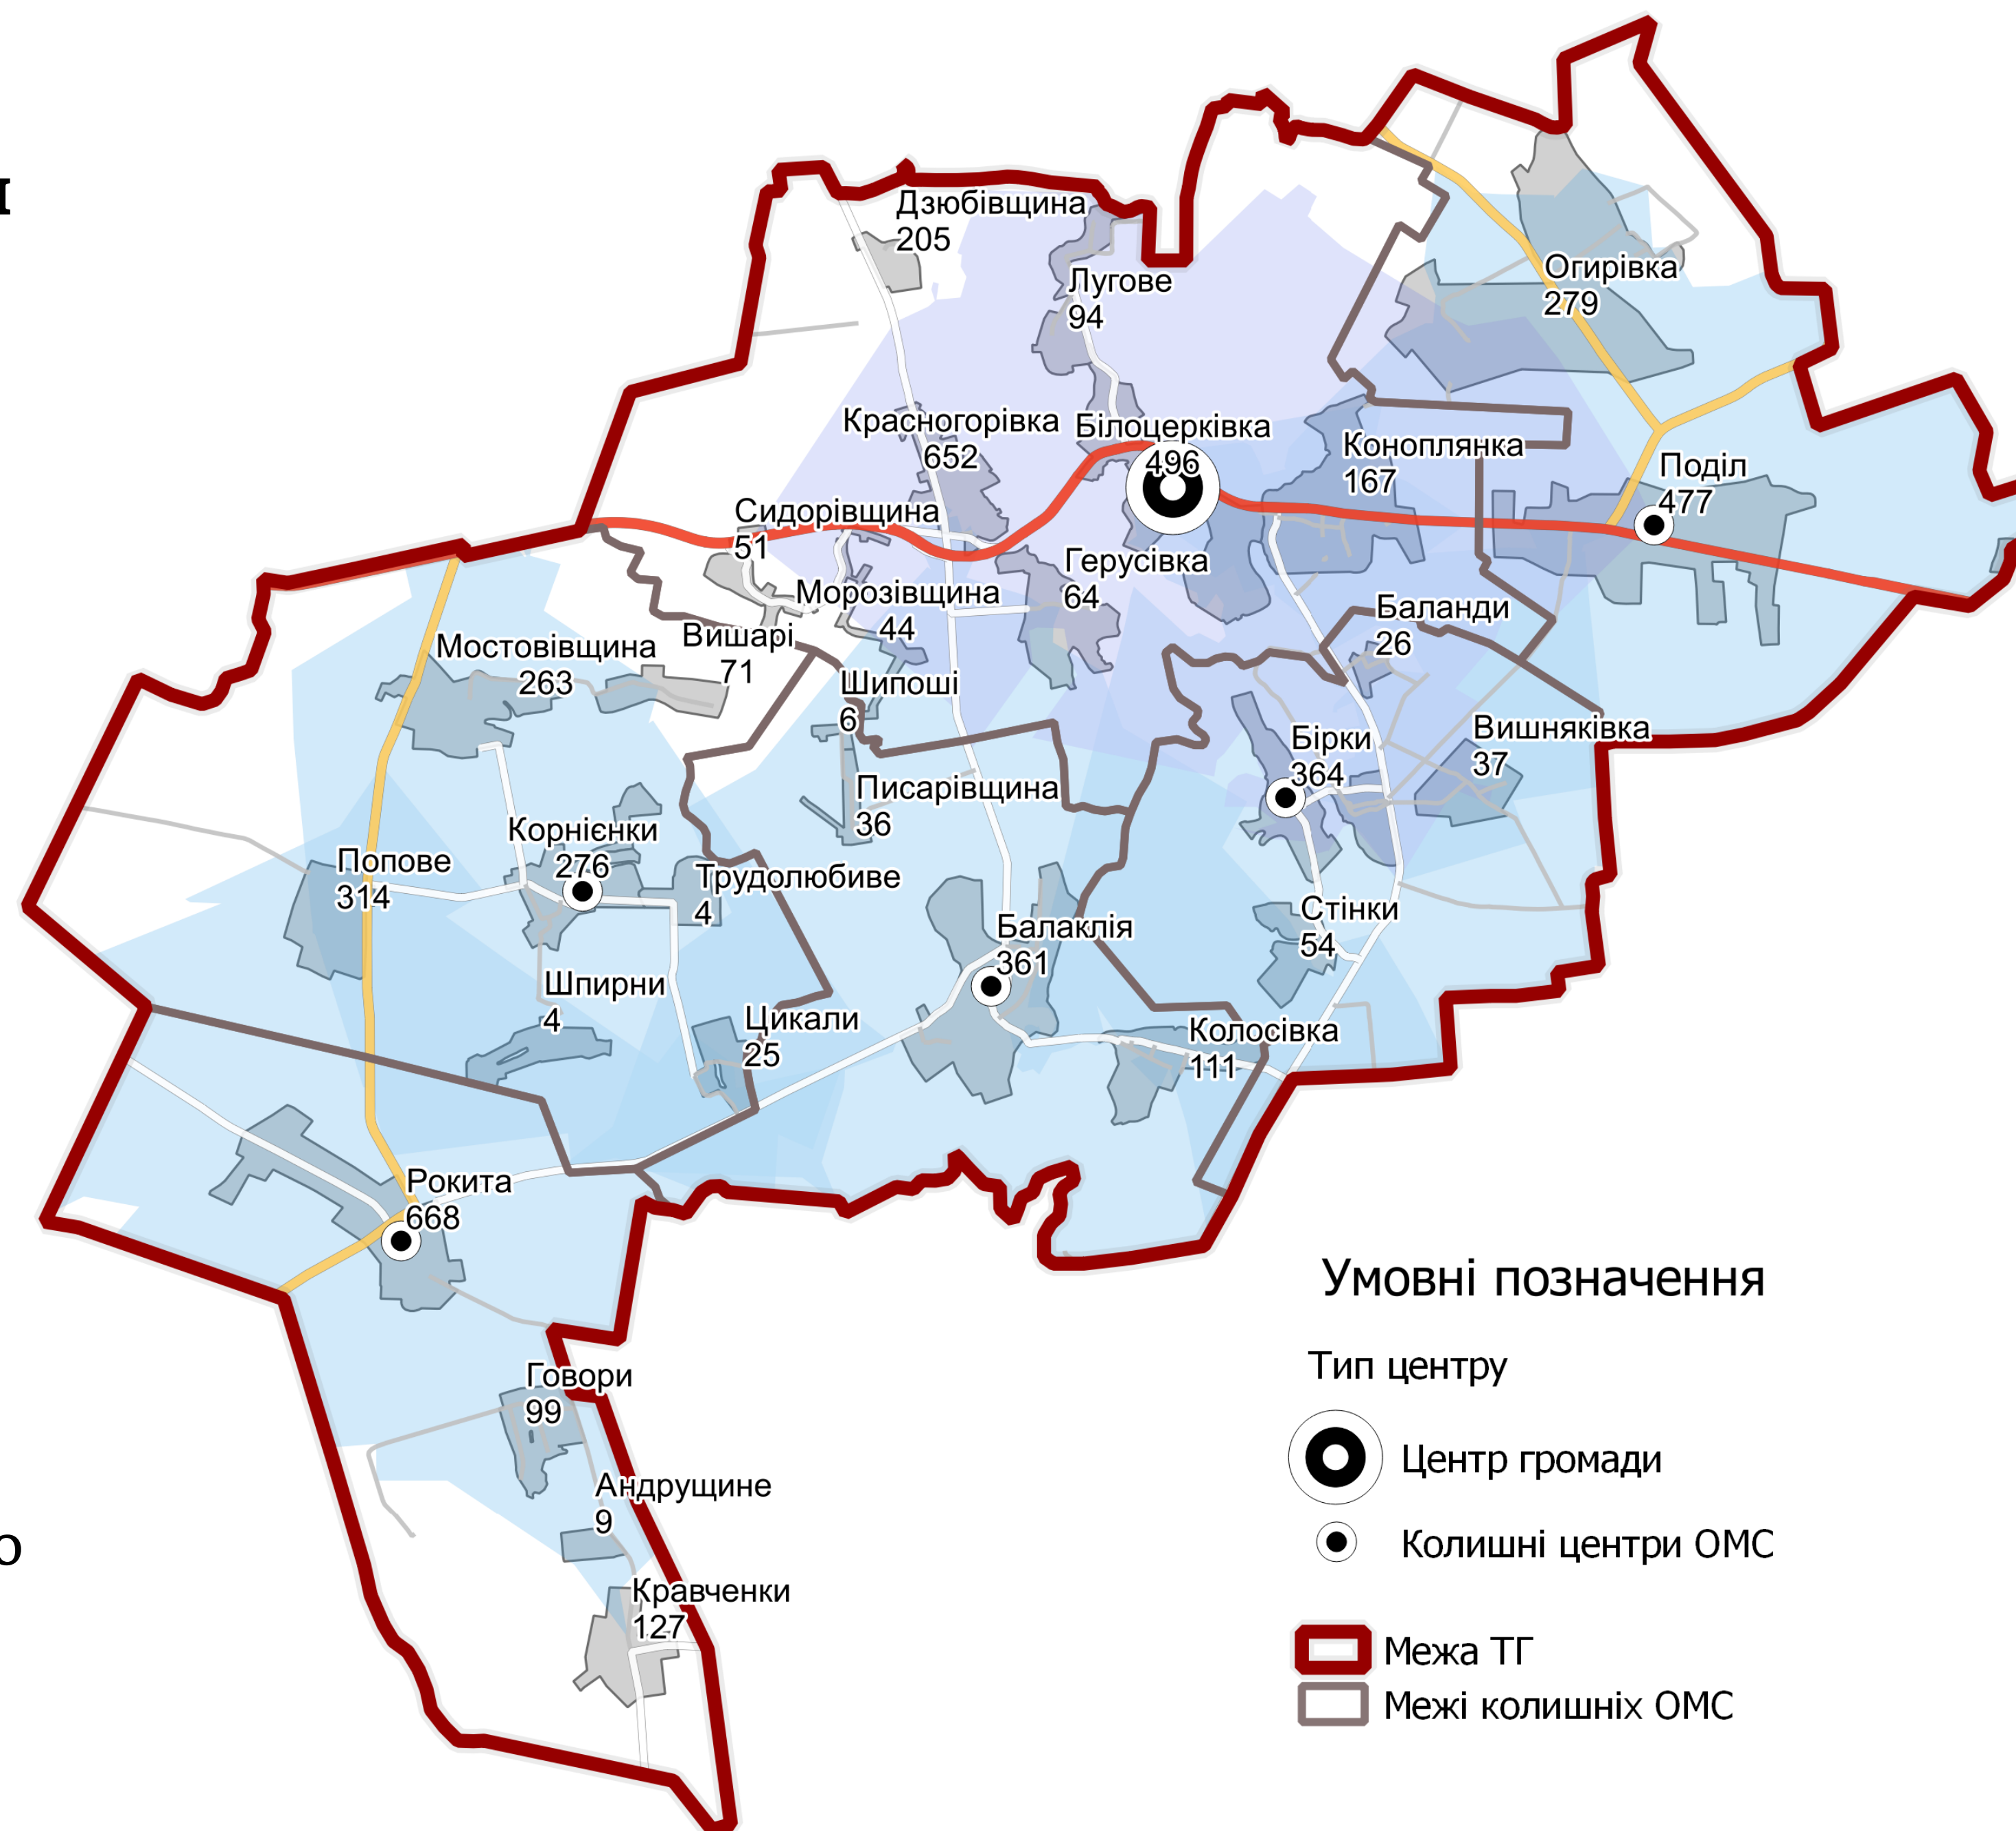 Дзюбівщина
205
Лугове
94
Огирівка
279
Красногорівка
652
Білоцерківка
496
Коноплянка
167
Поділ
477
Сидорівщина
51
Герусівка
64
Морозівщина
44
Баланди
26
Мостовівщина
263
Вишарі
71
Шипоші
6
Вишняківка
37
Бірки
364
Писарівщина
36
Корнієнки
276
Попове
314
Трудолюбиве
4
Стінки
54
Балаклія
361
Шпирни
4
Цикали
25
Колосівка
111
Рокита
668
Говори
99
Андрущине
9
Кравченки
127
Умовні позначення
Тип центру
Центр громади
Колишні центри ОМС
Межа ТГ
Межі колишніх ОМС